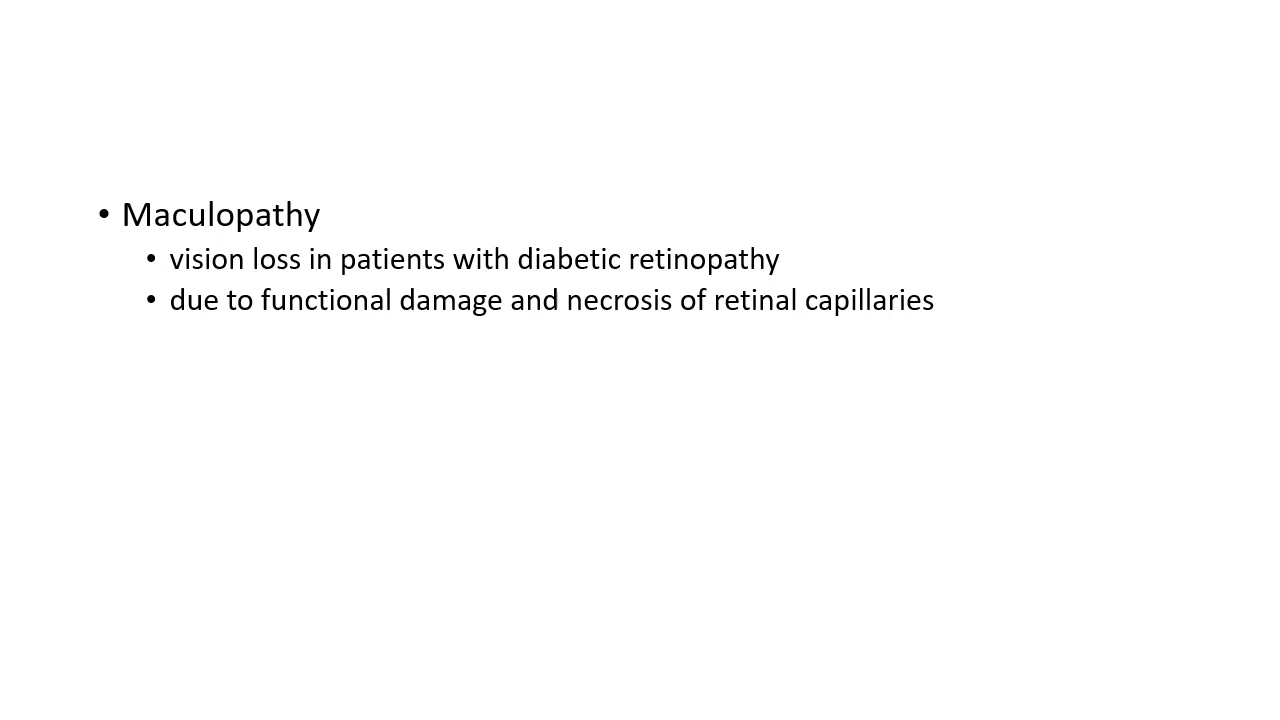 • Maculopathy
• vision loss in patients with diabetic retinopathy
• due to functional damage and necrosis of retinal capillaries